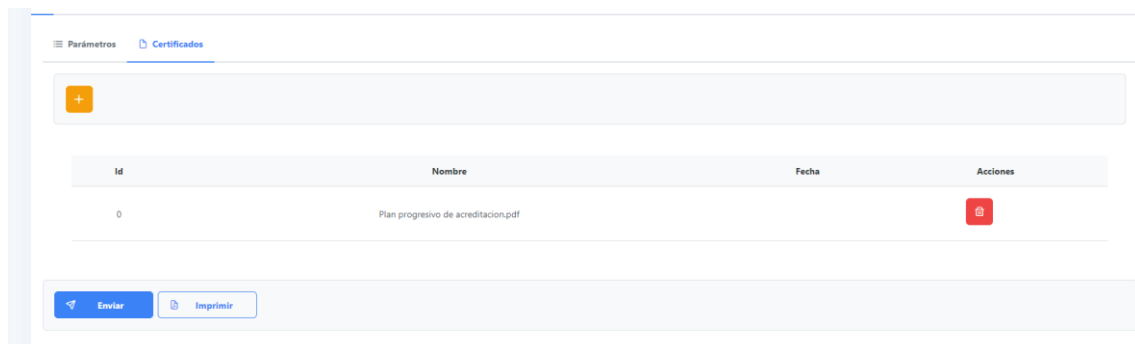 Parámetros Certificados
+
Id Nombre Fecha Acciones
0 Plan progresivo de acreditacion.pdf
Enviar Imprimir